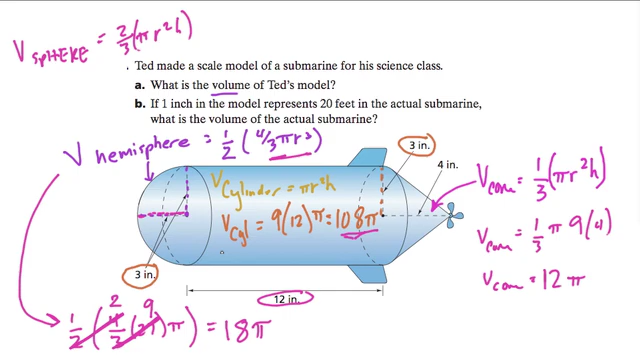 V SPHERE = 2/3 (πr²h)
Ted made a scale model of a submarine for his science class.
a. What is the volume of Ted's model?
b. If 1 inch in the model represents 20 feet in the actual submarine,
what is the volume of the actual submarine?
V hemisphere = 1/2 (4/3 πr³)
3 in.
4 in.
V Cylinder = πr²h
V Cyl = 9(12)π = 108π
V cone = 1/3 (πr²h)
V cone = 1/3 π 9(4)
V cone = 12π
3 in.
12 in.
2 9
1/2 (4/3 (27)π) = 18π